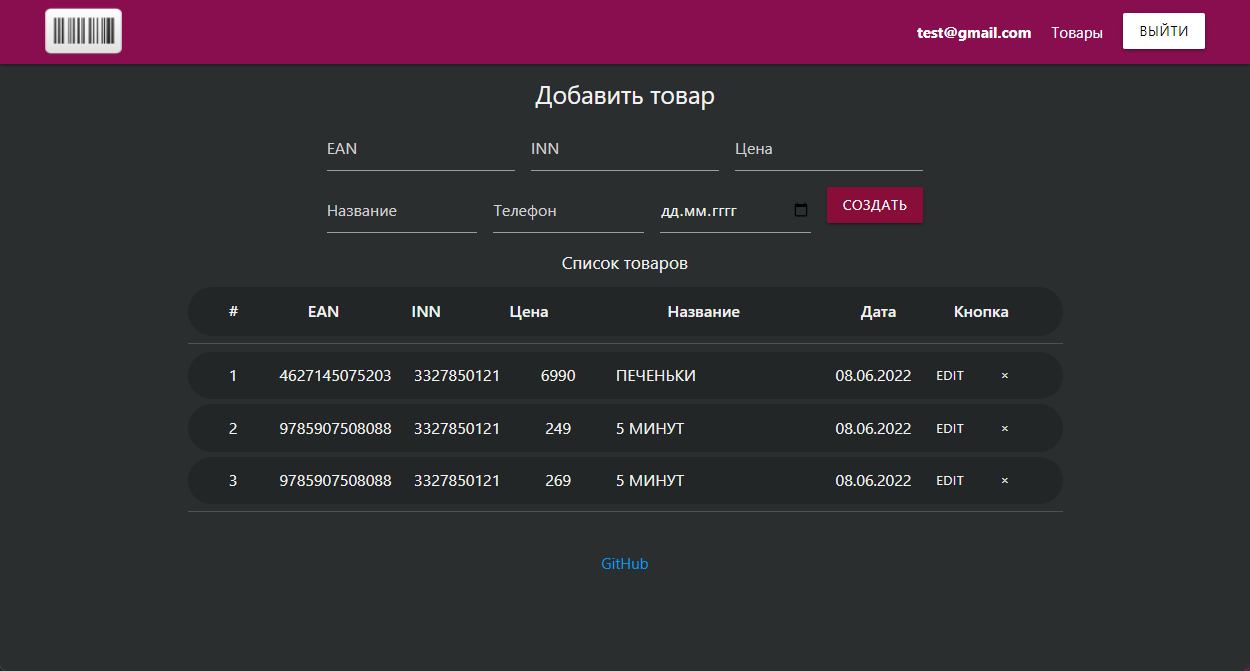 test@gmail.com Товары ВЫЙТИ
Добавить товар
EAN INN Цена
Название Телефон дд.мм.гггг СОЗДАТЬ
Список товаров
# EAN INN Цена Название Дата Кнопка
1 4627145075203 3327850121 6990 ПЕЧЕНЬКИ 08.06.2022 EDIT ×
2 9785907508088 3327850121 249 5 МИНУТ 08.06.2022 EDIT ×
3 9785907508088 3327850121 269 5 МИНУТ 08.06.2022 EDIT ×
GitHub